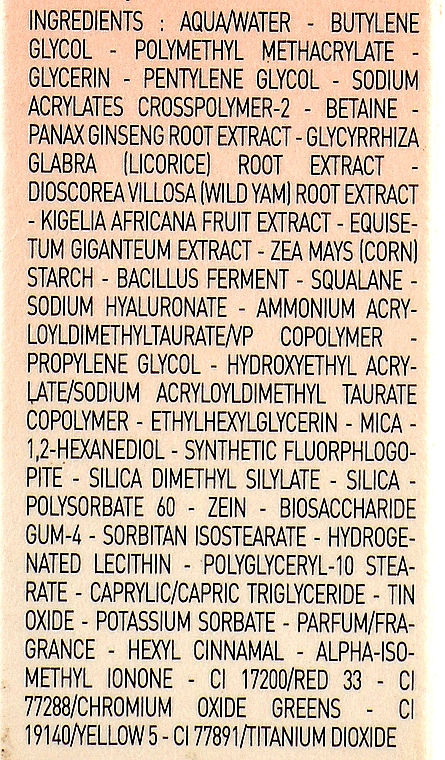 INGREDIENTS : AQUA/WATER - BUTYLENE
GLYCOL - POLYMETHYL METHACRYLATE -
GLYCERIN - PENTYLENE GLYCOL - SODIUM
ACRYLATES CROSSPOLYMER-2 - BETAINE -
PANAX GINSENG ROOT EXTRACT - GLYCYRRHIZA
GLABRA (LICORICE) ROOT EXTRACT -
DIOSCOREA VILLOSA (WILD YAM) ROOT EXTRACT
- KIGELIA AFRICANA FRUIT EXTRACT - EQUISE-
TUM GIGANTEUM EXTRACT - ZEA MAYS (CORN)
STARCH - BACILLUS FERMENT - SQUALANE -
SODIUM HYALURONATE - AMMONIUM ACRY-
LOYLDIMETHYLTAURATE/VP COPOLYMER -
PROPYLENE GLYCOL - HYDROXYETHYL ACRY-
LATE/SODIUM ACRYLOYLDIMETHYL TAURATE
COPOLYMER - ETHYLHEXYLGLYCERIN - MICA -
1,2-HEXANEDIOL - SYNTHETIC FLUORPHLOGO-
PITE - SILICA DIMETHYL SILYLATE - SILICA -
POLYSORBATE 60 - ZEIN - BIOSACCHARIDE
GUM-4 - SORBITAN ISOSTEARATE - HYDROGE-
NATED LECITHIN - POLYGLYCERYL-10 STEA-
RATE - CAPRYLIC/CAPRIC TRIGLYCERIDE - TIN
OXIDE - POTASSIUM SORBATE - PARFUM/FRA-
GRANCE - HEXYL CINNAMAL - ALPHA-ISO-
METHYL IONONE - CI 17200/RED 33 - CI
77288/CHROMIUM OXIDE GREENS - CI
19140/YELLOW 5 - CI 77891/TITANIUM DIOXIDE